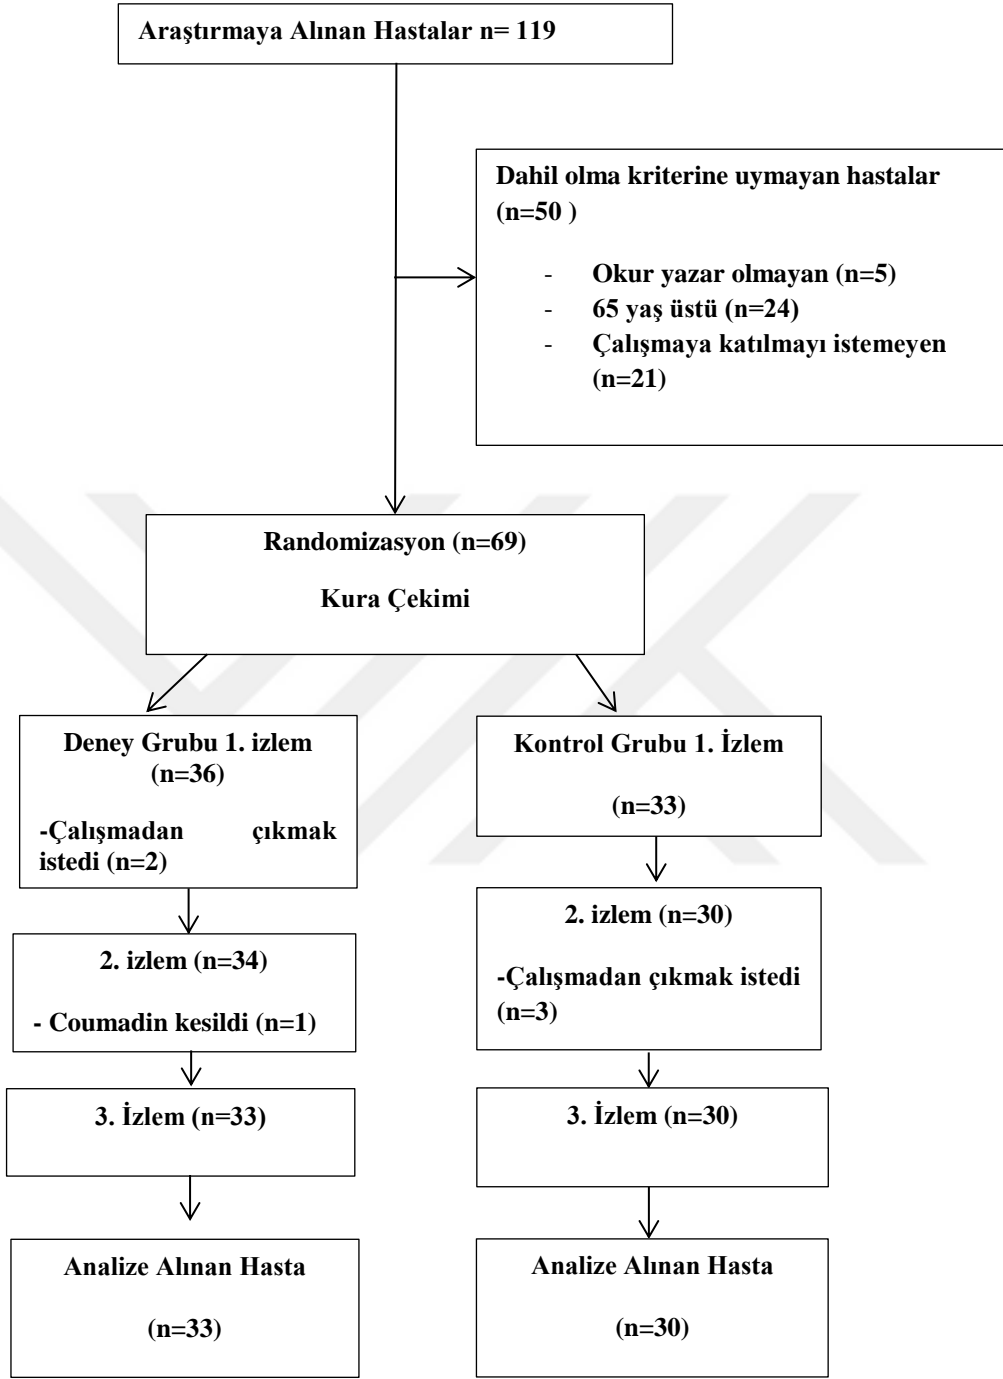 Araştırmaya Alınan Hastalar n= 119
Dahil olma kriterine uymayan hastalar
(n=50 )
- Okur yazar olmayan (n=5)
- 65 yaş üstü (n=24)
- Çalışmaya katılmayı istemeyen
(n=21)
Randomizasyon (n=69)
Kura Çekimi
Deney Grubu 1. izlem
(n=36)
-Çalışmadan çıkmak
istedi (n=2)
Kontrol Grubu 1. İzlem
(n=33)
2. izlem (n=34)
- Coumadin kesildi (n=1)
2. izlem (n=30)
-Çalışmadan çıkmak istedi
(n=3)
3. İzlem (n=33)
3. İzlem (n=30)
Analize Alınan Hasta
(n=33)
Analize Alınan Hasta
(n=30)